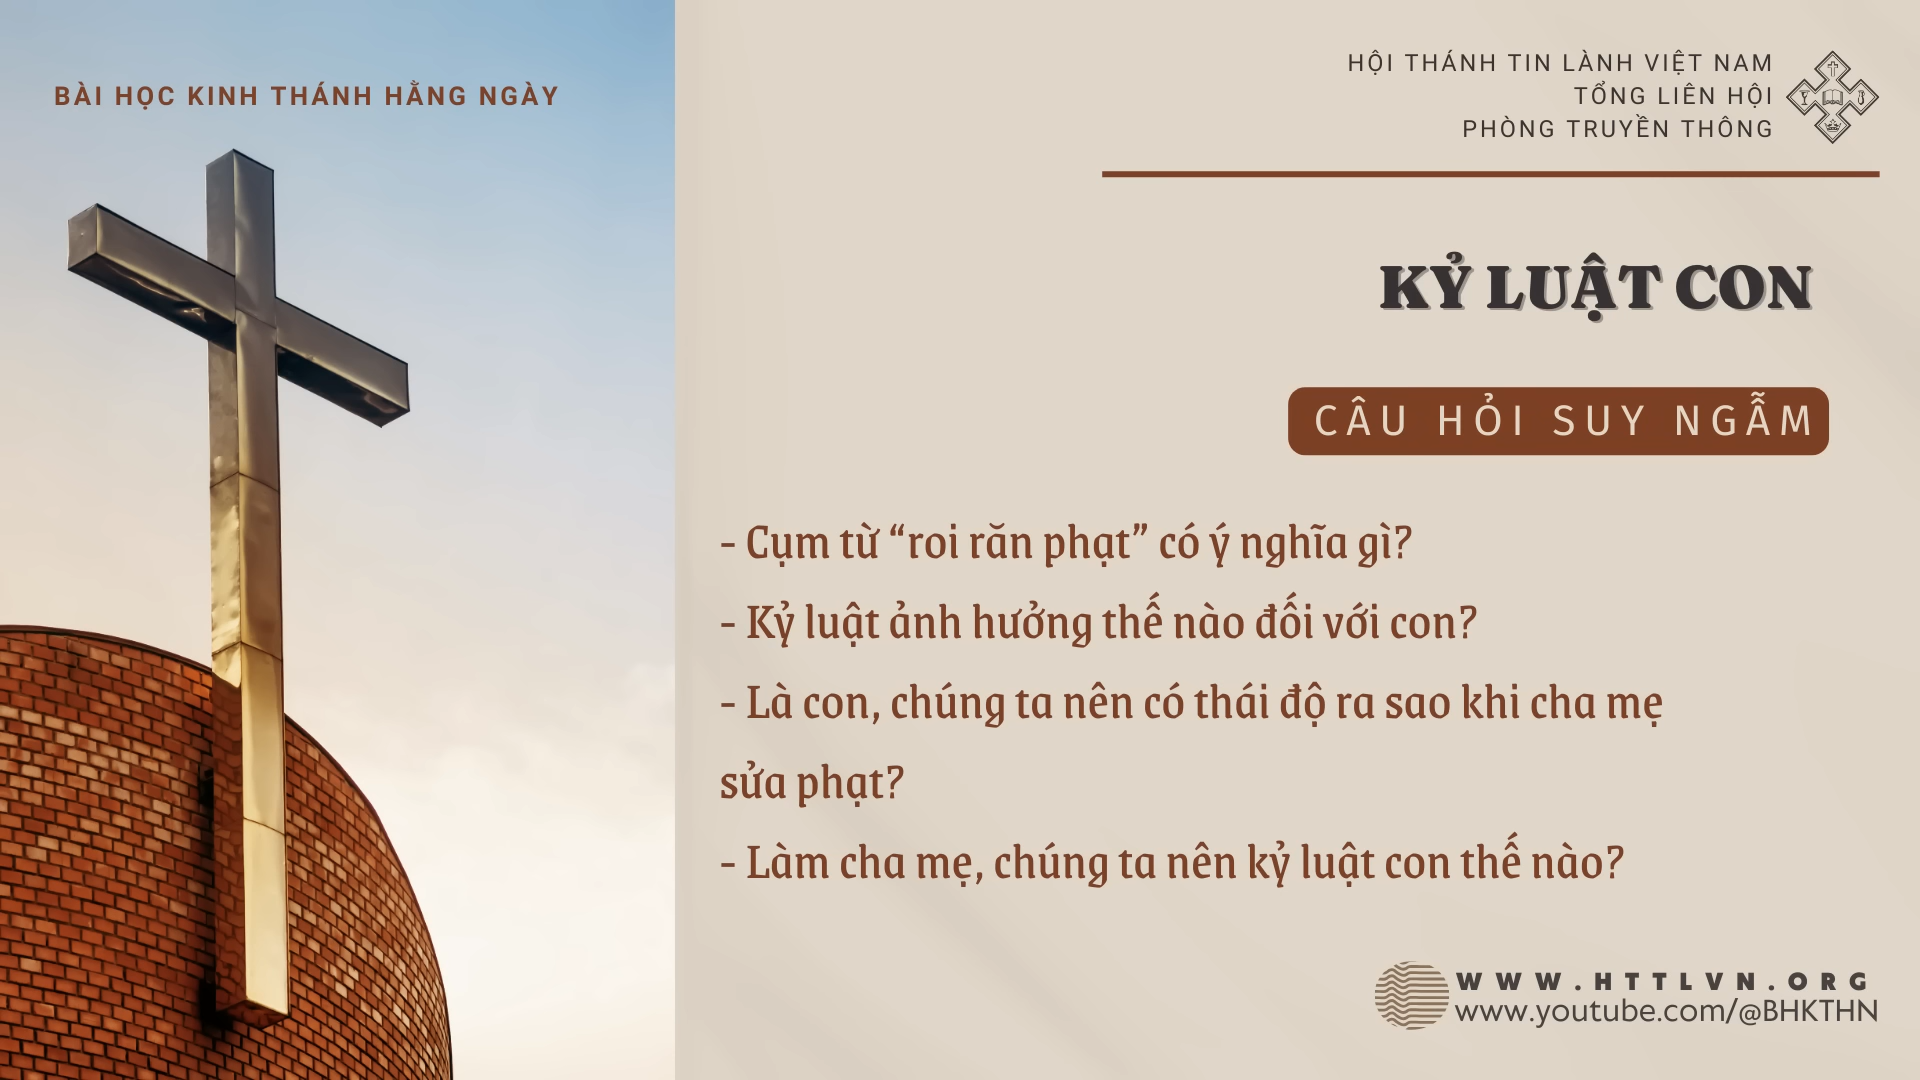 BÀI HỌC KINH THÁNH HẰNG NGÀY
HỘI THÁNH TIN LÀNH VIỆT NAM
TỔNG LIÊN HỘI
PHÒNG TRUYỀN THÔNG
KỶ LUẬT CON
CÂU HỎI SUY NGẪM
- Cụm từ “roi răn phạt” có ý nghĩa gì?
- Kỷ luật ảnh hưởng thế nào đối với con?
- Là con, chúng ta nên có thái độ ra sao khi cha mẹ
sửa phạt?
- Làm cha mẹ, chúng ta nên kỷ luật con thế nào?
WWW.HTTLVN.ORG
www.youtube.com/@BHKTHN